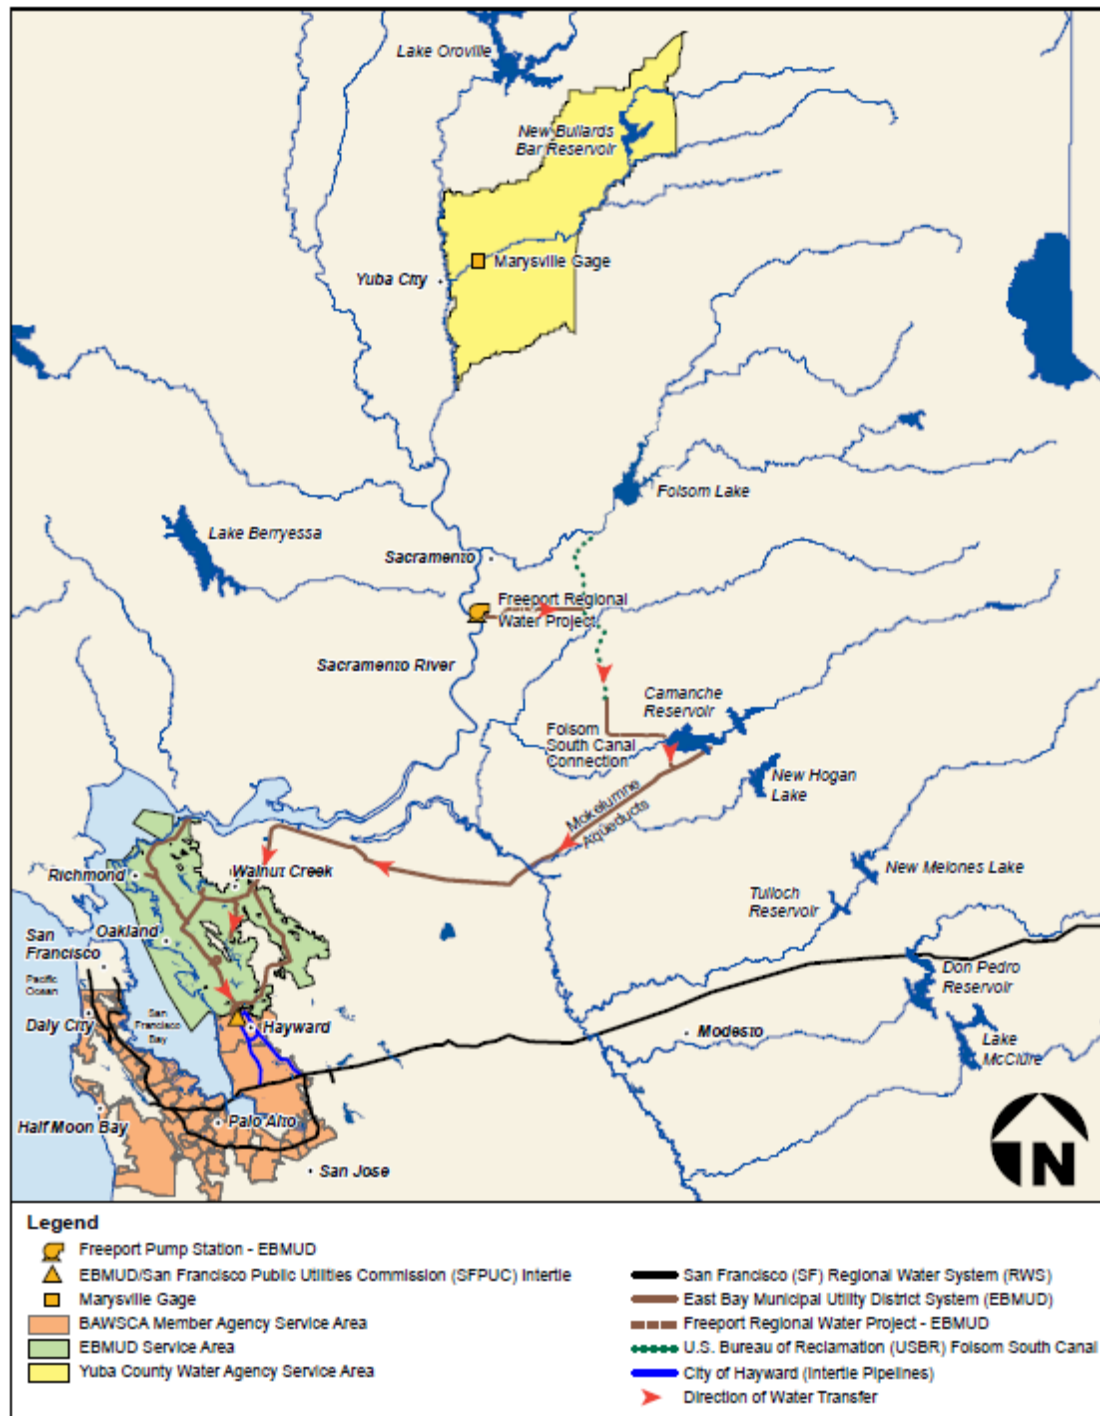 Lake Oroville
New Bullards
Bar Reservoir
Marysville Gage
Yuba City
Folsom Lake
Lake Berryessa
Sacramento
Freeport Regional
Water Project
Sacramento River
Camanche
Reservoir
Folsom
South Canal
Connection
New Hogan
Lake
Mokelumne
Aqueducts
Walnut Creek
Richmond
New Melones Lake
Tulloch
Reservoir
Oakland
San
Francisco
Pacific
Ocean
Don Pedro
Reservoir
Daly City
San
Francisco
Bay
Hayward
Modesto
Lake
McClure
Half Moon Bay
Palo Alto
San Jose
N
Legend
Freeport Pump Station - EBMUD
EBMUD/San Francisco Public Utilities Commission (SFPUC) Intertie
Marysville Gage
BAWSCA Member Agency Service Area
EBMUD Service Area
Yuba County Water Agency Service Area
San Francisco (SF) Regional Water System (RWS)
East Bay Municipal Utility District System (EBMUD)
Freeport Regional Water Project - EBMUD
U.S. Bureau of Reclamation (USBR) Folsom South Canal
City of Hayward (Intertie Pipelines)
Direction of Water Transfer